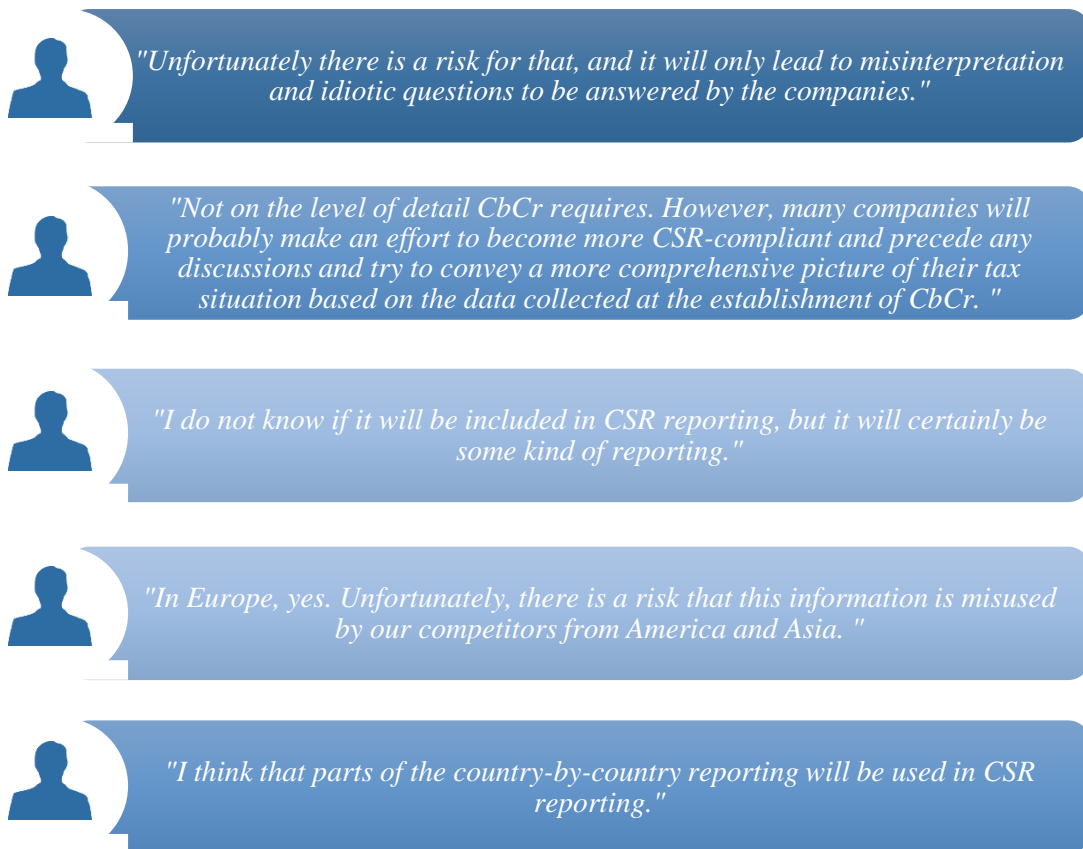 "Unfortunately there is a risk for that, and it will only lead to misinterpretation
and idiotic questions to be answered by the companies."
"Not on the level of detail CbCr requires. However, many companies will
probably make an effort to become more CSR-compliant and precede any
discussions and try to convey a more comprehensive picture of their tax
situation based on the data collected at the establishment of CbCr. "
"I do not know if it will be included in CSR reporting, but it will certainly be
some kind of reporting."
"In Europe, yes. Unfortunately, there is a risk that this information is misused
by our competitors from America and Asia. "
"I think that parts of the country-by-country reporting will be used in CSR
reporting."